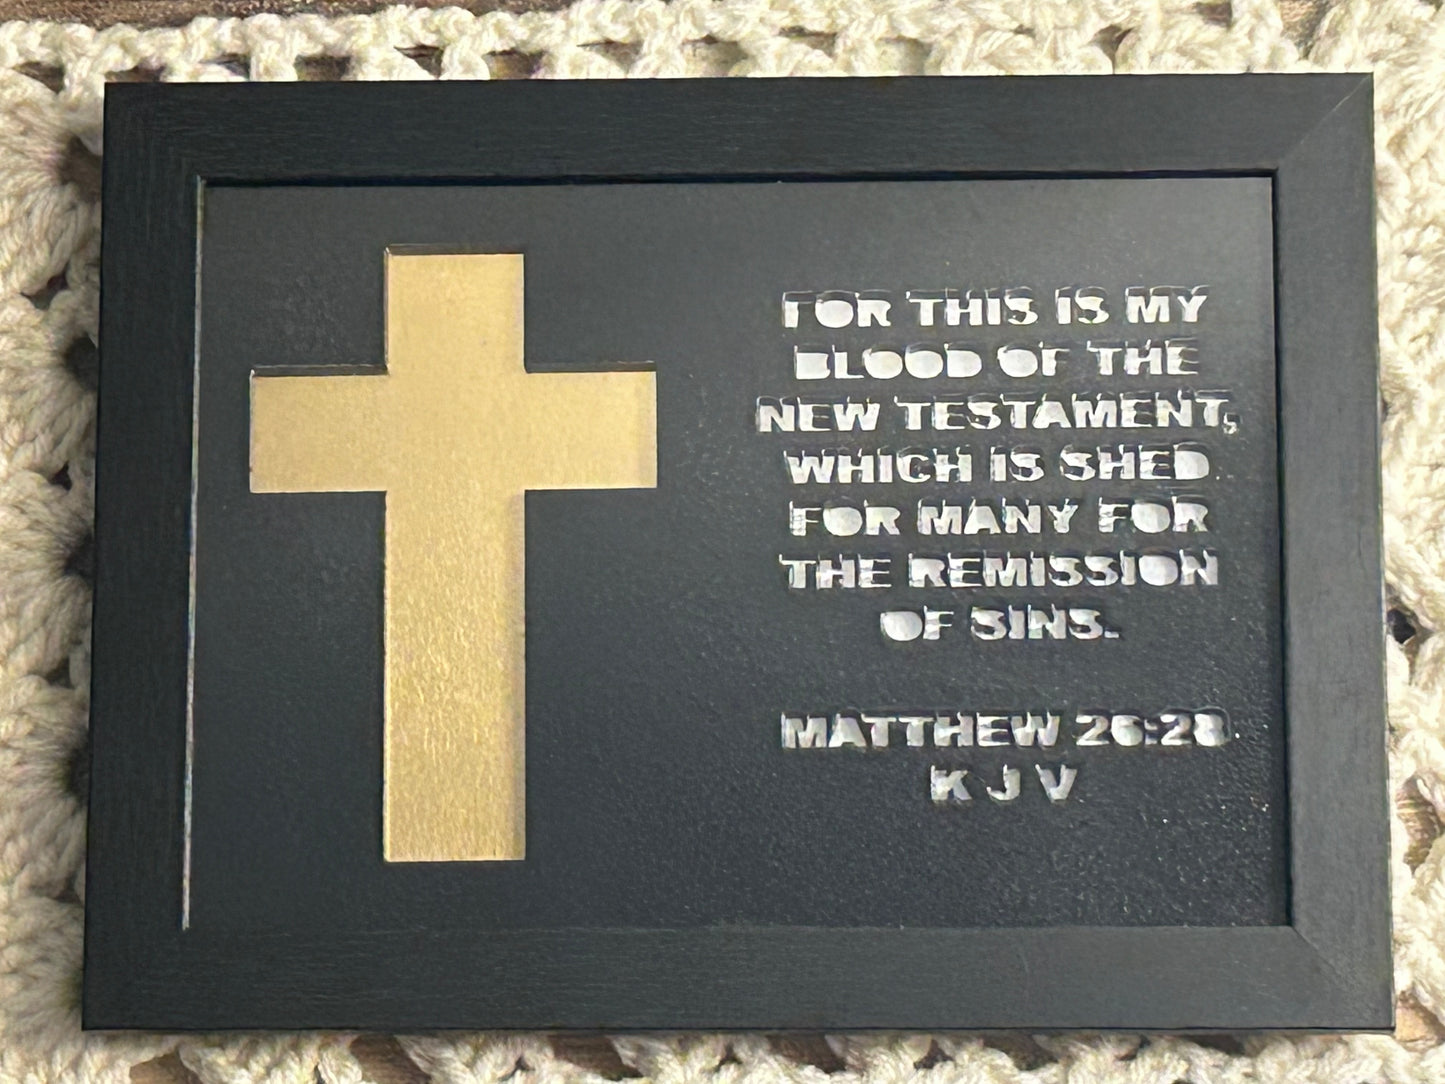 FOR THIS IS MY
BLOOD OF THE
NEW TESTAMENT,
WHICH IS SHED
FOR MANY FOR
THE REMISSION
OF SINS.
MATTHEW 26:28
K J V